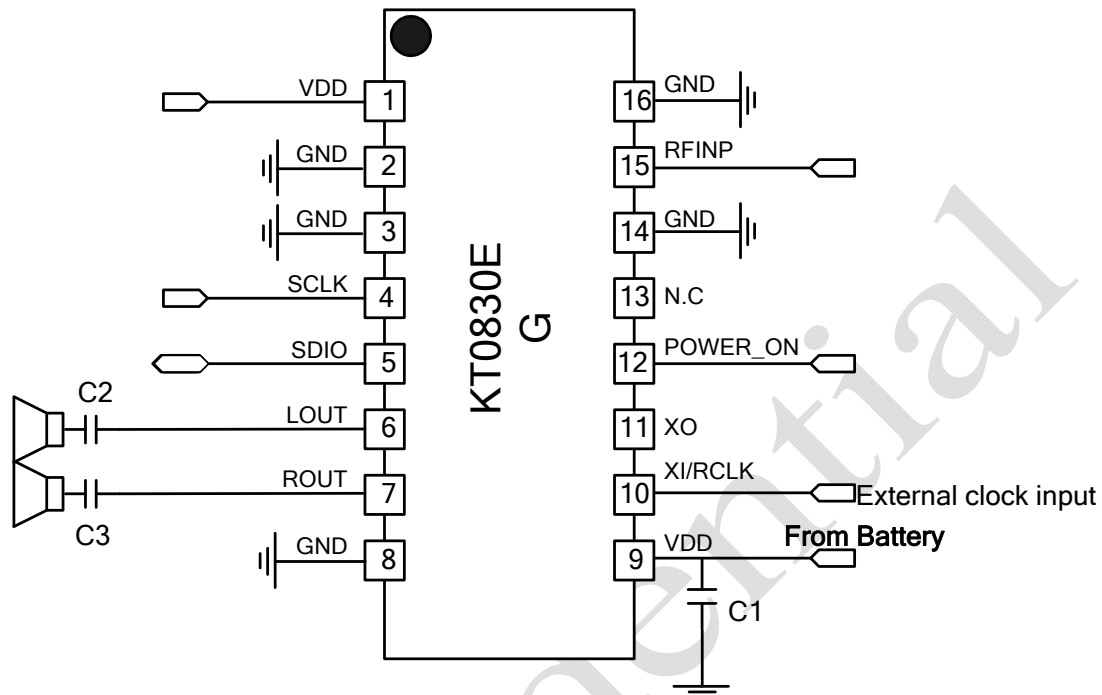 VDD
1
GND
2
GND
3
SCLK
4
SDIO
5
C2
LOUT
6
ROUT
7
C3
GND
8
KT0830E
G
16
GND
15
RFINP
14
GND
13
N.C
12
POWER_ON
11
XO
10
XI/RCLK
External clock input
9
VDD
From Battery
C1
ential